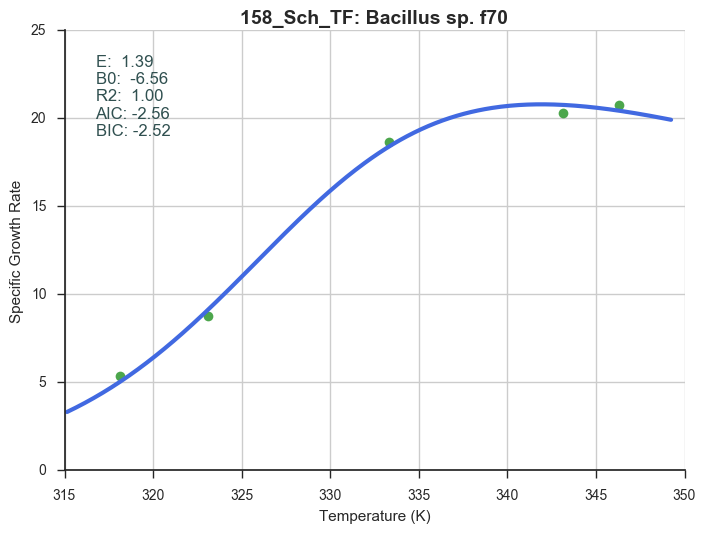 158_Sch_TF: Bacillus sp. f70
E:  1.39
B0:  -6.56
R2:  1.00
AIC: -2.56
BIC: -2.52
25
20
15
10
5
0
Specific Growth Rate
315 320 325 330 335 340 345 350
Temperature (K)